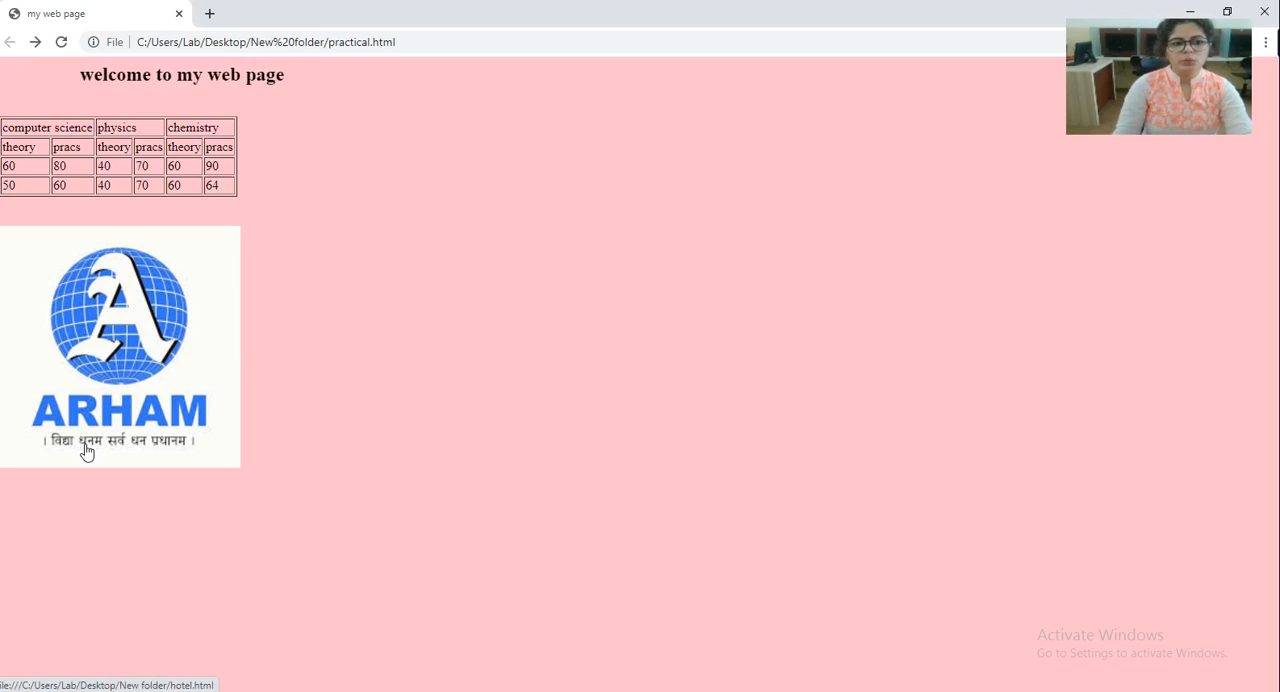 my web page
File
C:/Users/Lab/Desktop/New%20folder/practical.html
welcome to my web page
computer science physics chemistry
theory pracs theory pracs theory pracs
60 80 40 70 60 90
50 60 40 70 60 64
A
ARHAM
। विद्या धनम सर्व धन प्रधानम ।
Activate Windows
Go to Settings to activate Windows.
ile:///C:/Users/Lab/Desktop/New folder/hotel.html